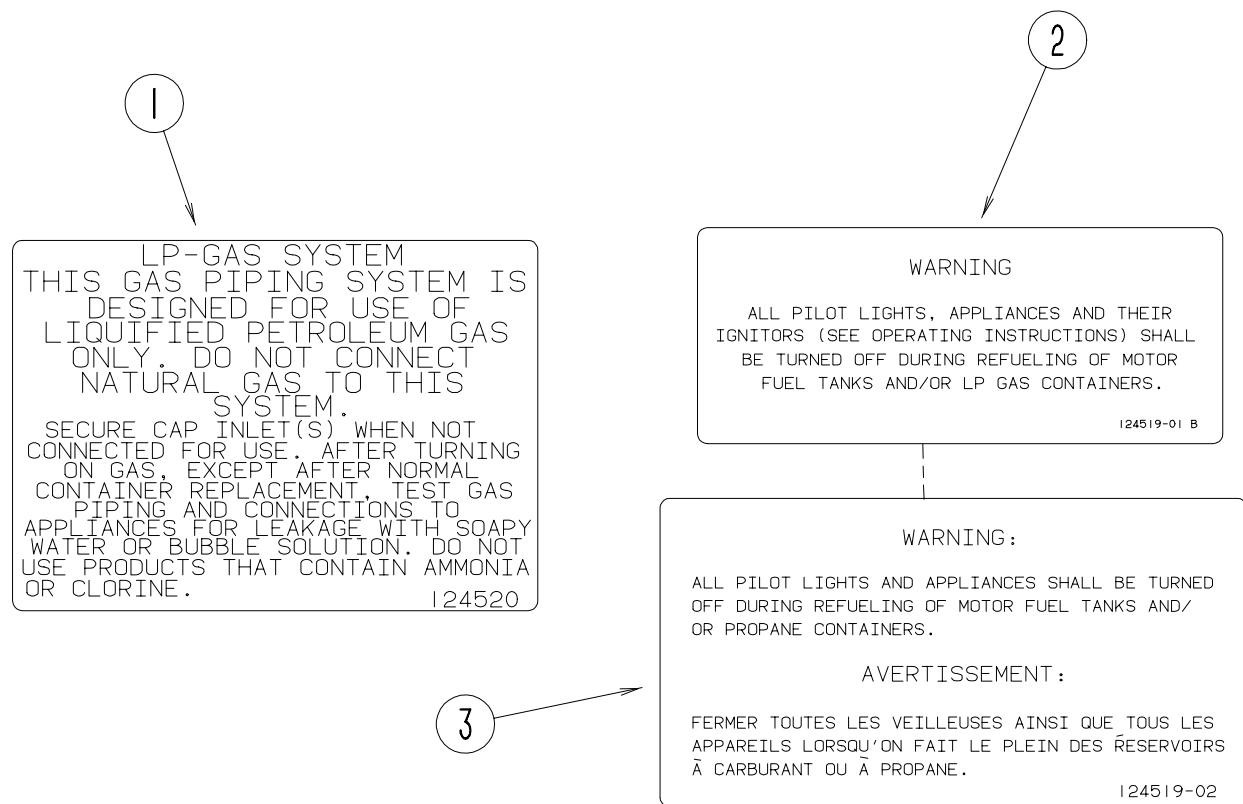 1
LP-GAS SYSTEM
THIS GAS PIPING SYSTEM IS
DESIGNED FOR USE OF
LIQUIFIED PETROLEUM GAS
ONLY. DO NOT CONNECT
NATURAL GAS TO THIS
SYSTEM.
SECURE CAP INLET(S) WHEN NOT
CONNECTED FOR USE. AFTER TURNING
ON GAS, EXCEPT AFTER NORMAL
CONTAINER REPLACEMENT, TEST GAS
PIPING AND CONNECTIONS TO
APPLIANCES FOR LEAKAGE WITH SOAPY
WATER OR BUBBLE SOLUTION. DO NOT
USE PRODUCTS THAT CONTAIN AMMONIA
OR CLORINE.
124520
2
WARNING
ALL PILOT LIGHTS, APPLIANCES AND THEIR
IGNITORS (SEE OPERATING INSTRUCTIONS) SHALL
BE TURNED OFF DURING REFUELING OF MOTOR
FUEL TANKS AND/OR LP GAS CONTAINERS.
124519-01 B
3
WARNING:
ALL PILOT LIGHTS AND APPLIANCES SHALL BE TURNED
OFF DURING REFUELING OF MOTOR FUEL TANKS AND/
OR PROPANE CONTAINERS.
AVERTISSEMENT:
FERMER TOUTES LES VEILLEUSES AINSI QUE TOUS LES
APPAREILS LORSQU'ON FAIT LE PLEIN DES RÉSERVOIRS
À CARBURANT OU À PROPANE.
124519-02